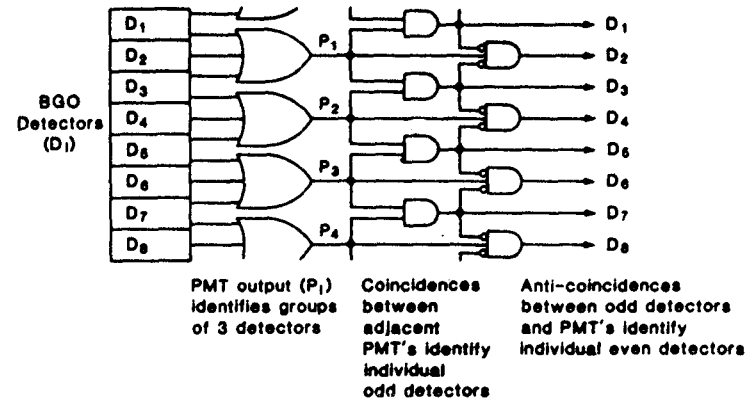 D1
D2
D3
D4
D5
D6
D7
D8
BGO
Detectors
(DI)
P1
P2
P3
P4
D1
D2
D3
D4
D5
D6
D7
D8
PMT output (PI)
identifies groups
of 3 detectors
Coincidences
between
adjacent
PMT's identify
individual
odd detectors
Anti-coincidences
between odd detectors
and PMT's identify
individual even detectors